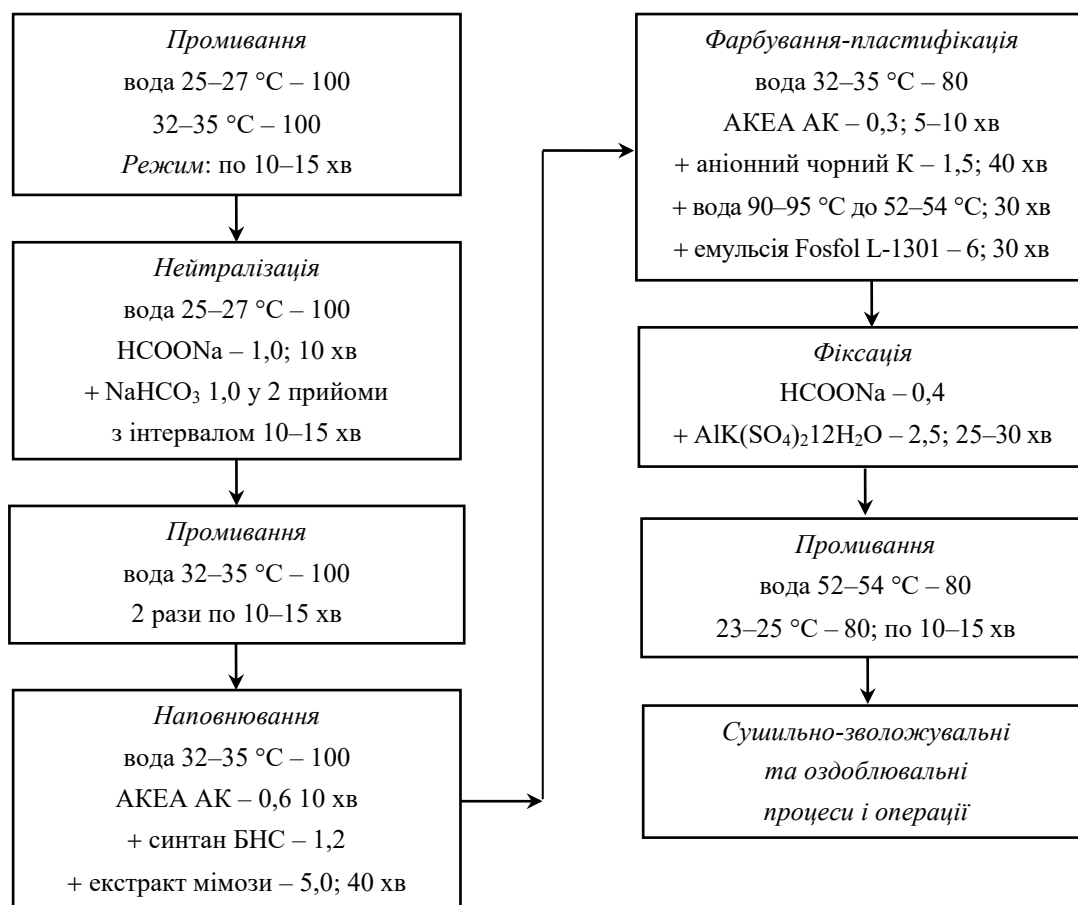 Промивання
вода 25–27 °С – 100
32–35 °С – 100
Режим: по 10–15 хв
Нейтралізація
вода 25–27 °С – 100
HCOONa – 1,0; 10 хв
+ NaHCO₃ 1,0 у 2 прийоми
з інтервалом 10–15 хв
Промивання
вода 32–35 °С – 100
2 рази по 10–15 хв
Наповнювання
вода 32–35 °С – 100
АКЕА АК – 0,6 10 хв
+ синтан БНС – 1,2
+ екстракт мімози – 5,0; 40 хв
Фарбування-пластифікація
вода 32–35 °С – 80
АКЕА АК – 0,3; 5–10 хв
+ аніонний чорний К – 1,5; 40 хв
+ вода 90–95 °С до 52–54 °С; 30 хв
+ емульсія Fosfol L-1301 – 6; 30 хв
Фіксація
HCOONa – 0,4
+ AlK(SO₄)₂12H₂O – 2,5; 25–30 хв
Промивання
вода 52–54 °С – 80
23–25 °С – 80; по 10–15 хв
Сушильно-зволожувальні
та оздоблювальні
процеси і операції